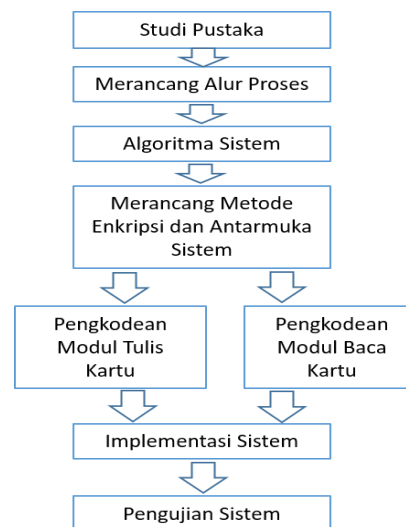 Studi Pustaka
Merancang Alur Proses
Algoritma Sistem
Merancang Metode
Enkripsi dan Antarmuka
Sistem
Pengkodean
Modul Tulis
Kartu
Pengkodean
Modul Baca
Kartu
Implementasi Sistem
Pengujian Sistem